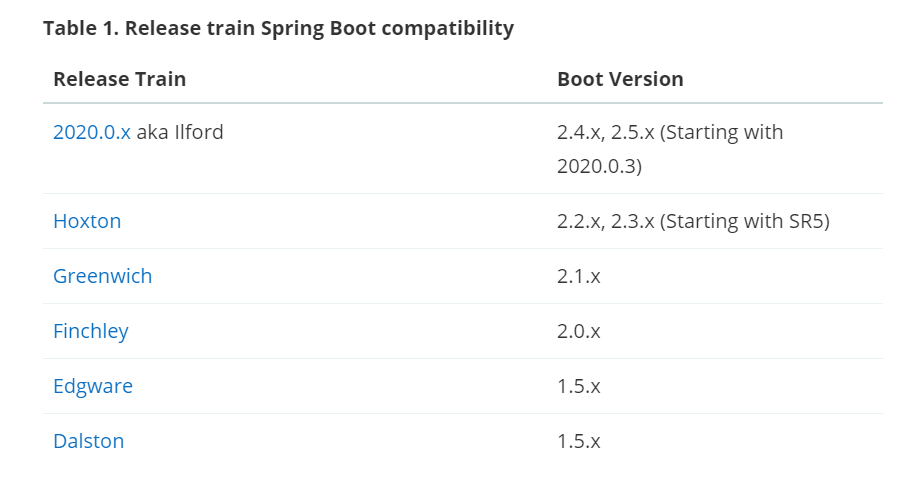 Table 1. Release train Spring Boot compatibility
Release Train Boot Version
2020.0.x aka Ilford 2.4.x, 2.5.x (Starting with
2020.0.3)
Hoxton 2.2.x, 2.3.x (Starting with SR5)
Greenwich 2.1.x
Finchley 2.0.x
Edgware 1.5.x
Dalston 1.5.x